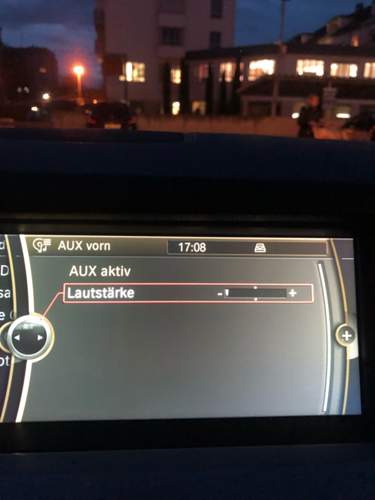 AUX vorn 17:08
AUX aktiv
Lautstärke - +